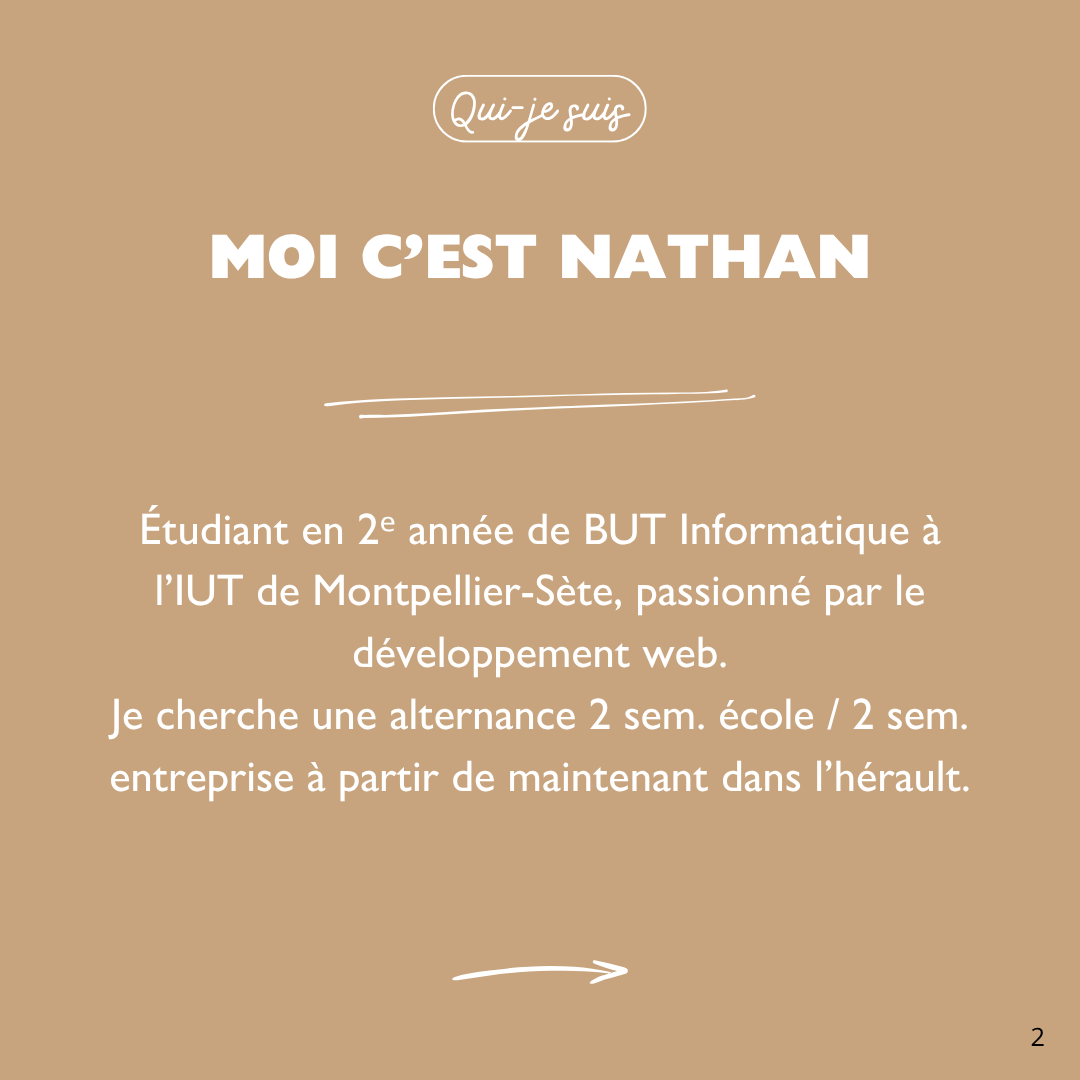 Qui-je suis
MOI C’EST NATHAN
Étudiant en 2ᵉ année de BUT Informatique à
l’IUT de Montpellier-Sète, passionné par le
développement web.
Je cherche une alternance 2 sem. école / 2 sem.
entreprise à partir de maintenant dans l’hérault.
2